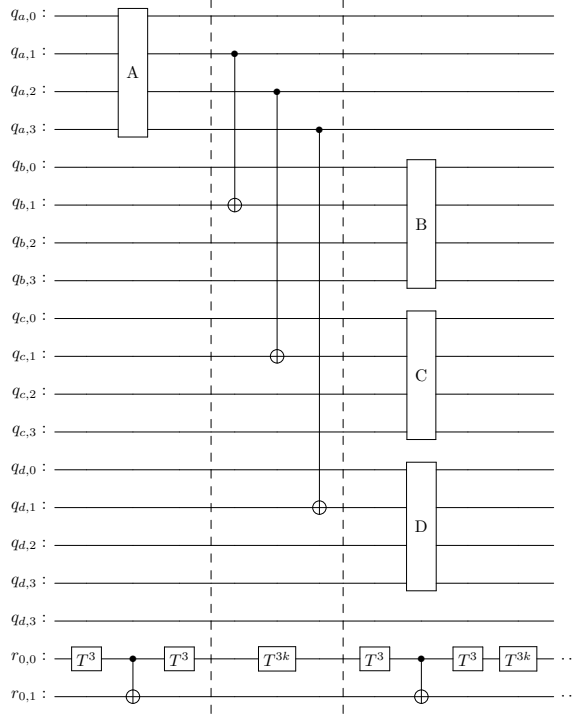 q_{a,0} :
q_{a,1} :
q_{a,2} :
A
q_{a,3} :
q_{b,0} :
q_{b,1} :
B
q_{b,2} :
q_{b,3} :
q_{c,0} :
q_{c,1} :
C
q_{c,2} :
q_{c,3} :
q_{d,0} :
q_{d,1} :
D
q_{d,2} :
q_{d,3} :
q_{d,3} :
r_{0,0} : T^3 T^3 T^{3k} T^3 T^3 T^{3k} ...
r_{0,1} : ...